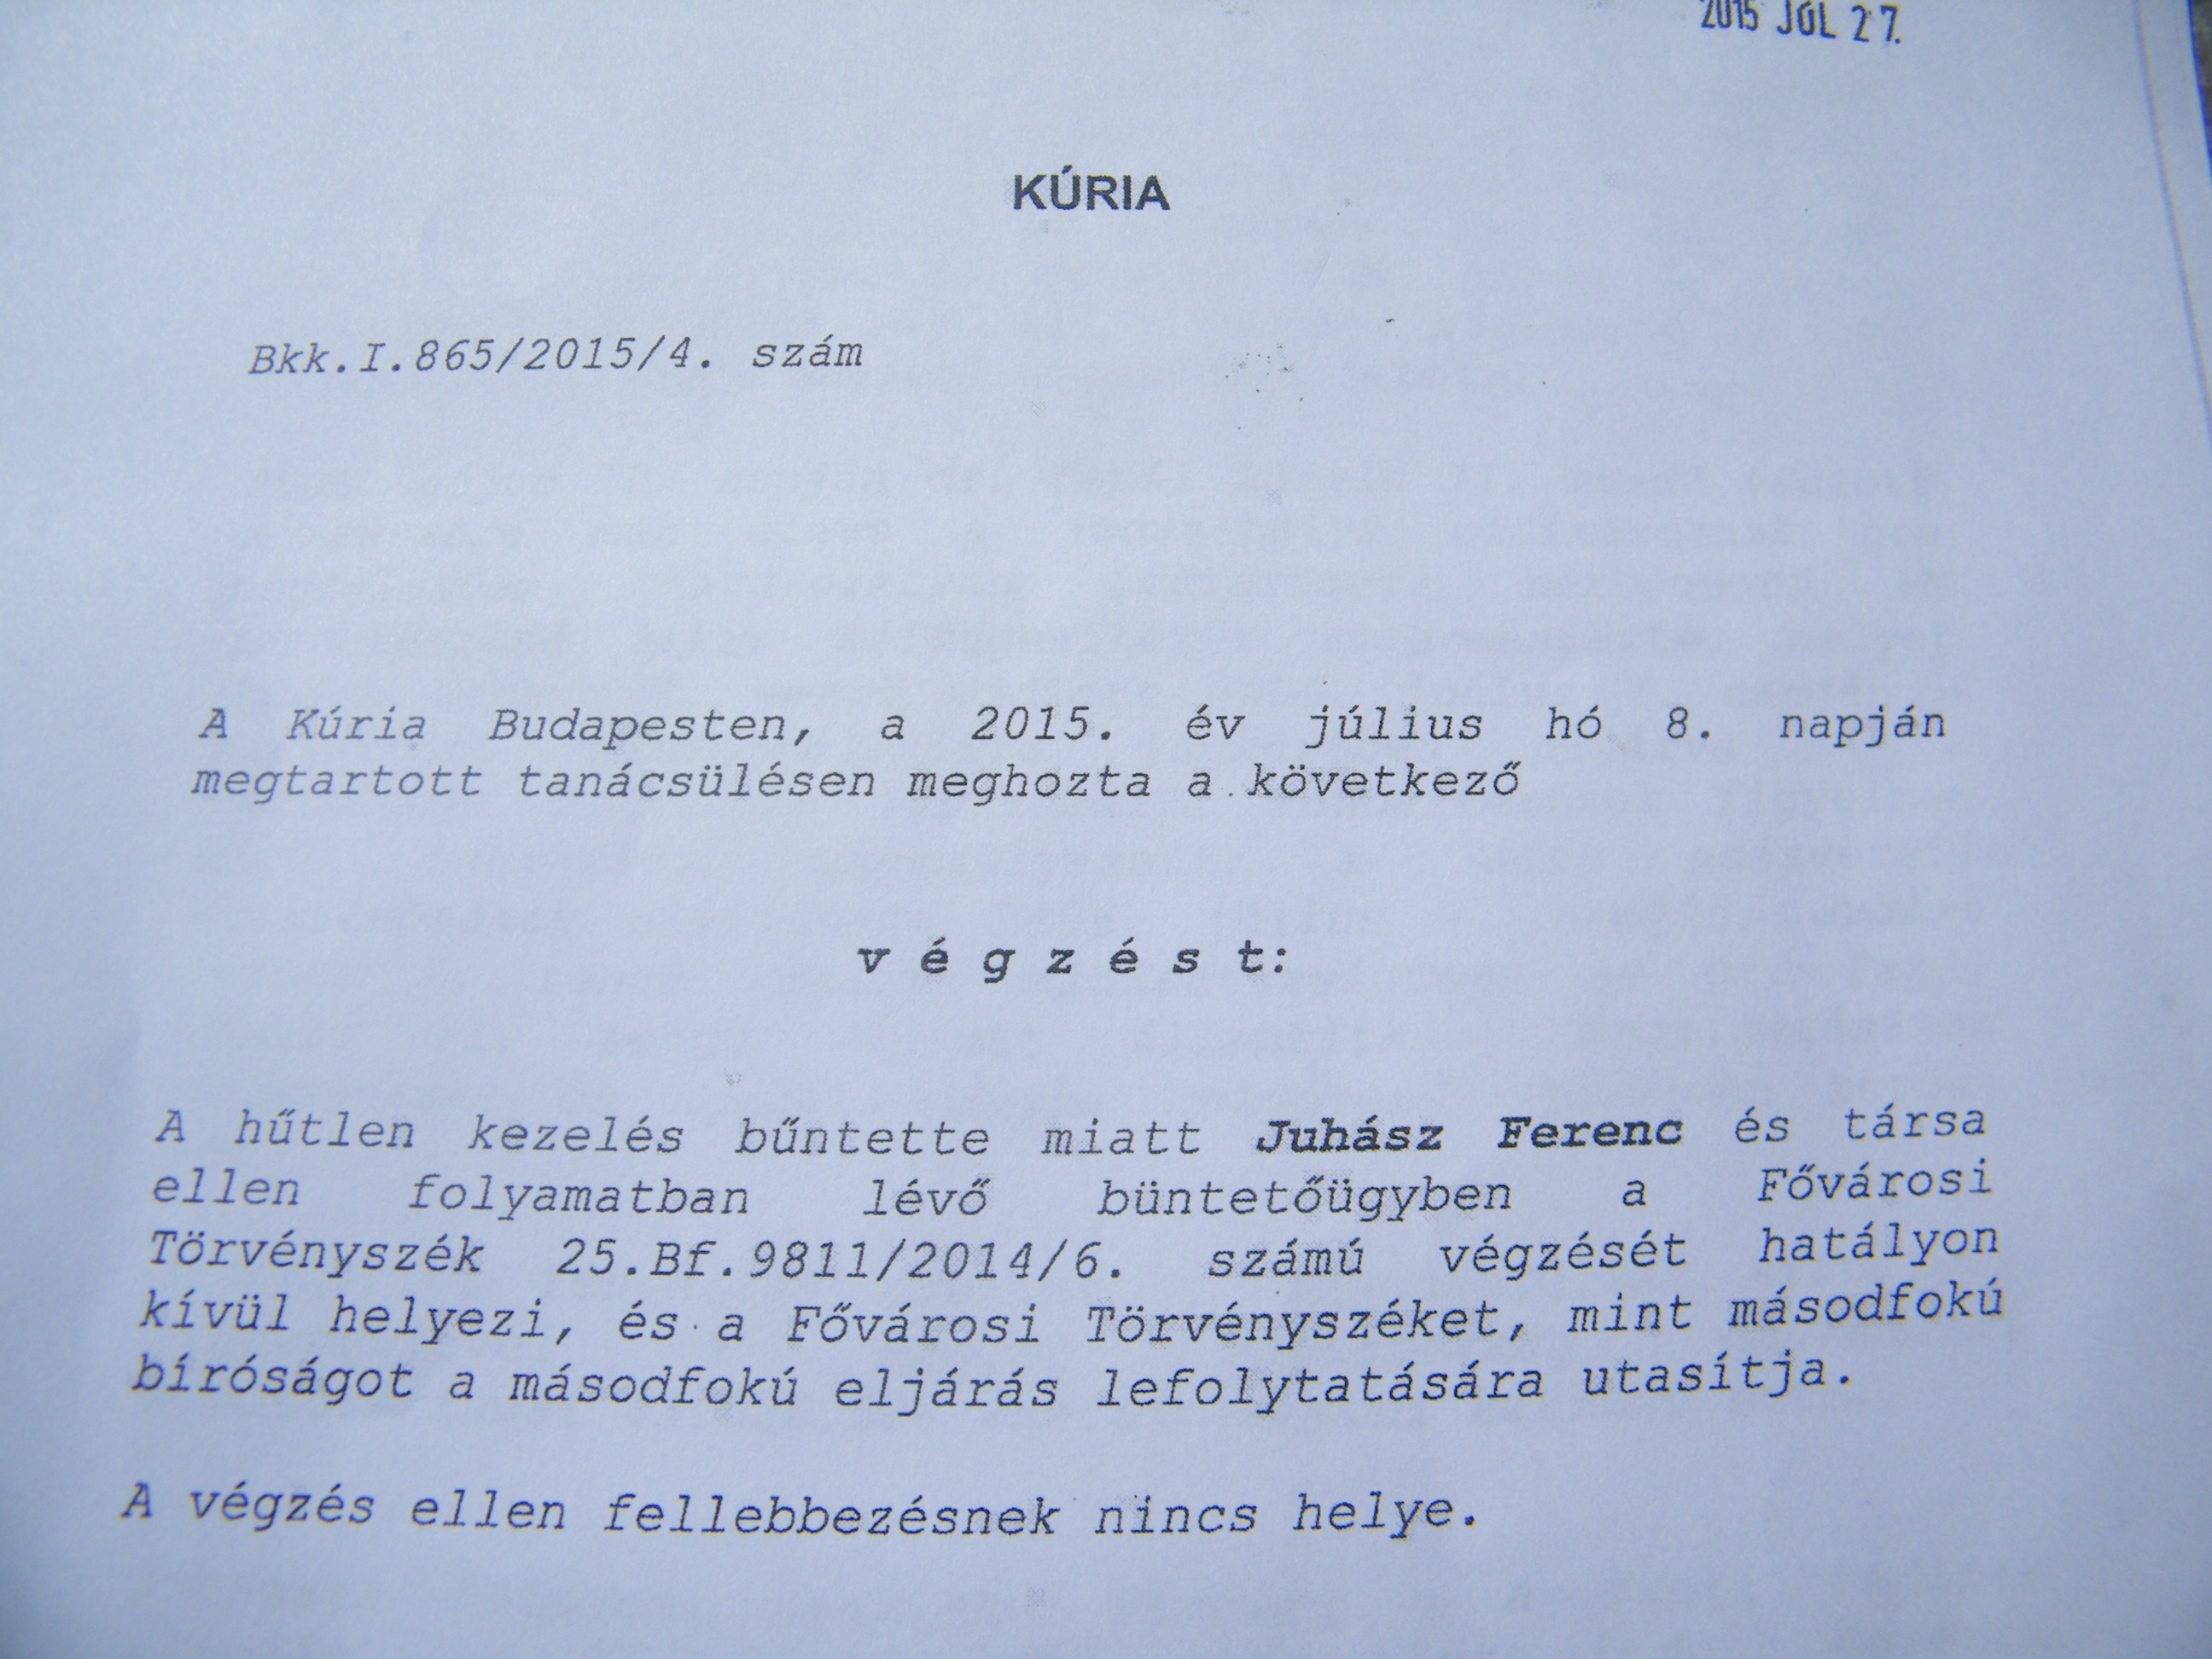 2015 JÚL 27.
KÚRIA
Bkk.I.865/2015/4. szám
A Kúria Budapesten, a 2015. év július hó 8. napján
megtartott tanácsülésen meghozta a következő
v é g z é s t:
A hűtlen kezelés bűntette miatt Juhász Ferenc és társa
ellen folyamatban lévő büntetőügyben a Fővárosi
Törvényszék 25.Bf.9811/2014/6. számú végzését hatályon
kívül helyezi, és a Fővárosi Törvényszéket, mint másodfokú
bíróságot a másodfokú eljárás lefolytatására utasítja.
A végzés ellen fellebbezésnek nincs helye.